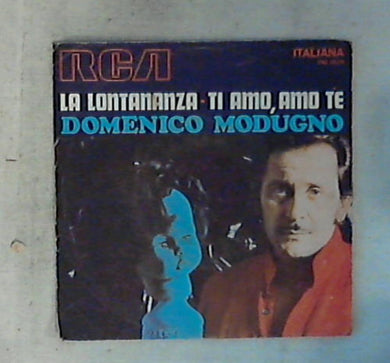 RCA
ITALIANA
LA LONTANANZA - TI AMO, AMO TE
DOMENICO MODUGNO